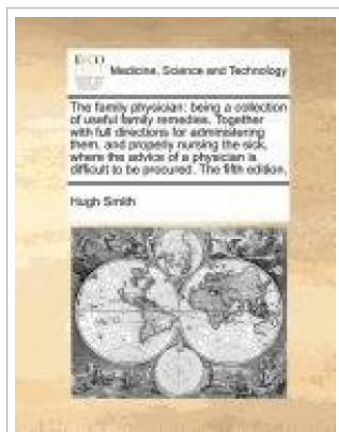 ECCO
Medicine, Science and Technology
The family physician: being a collection
of useful family remedies. Together
with full directions for administering
them, and properly nursing the sick,
where the advice of a physician is
difficult to be procured. The fifth edition.
Hugh Smith